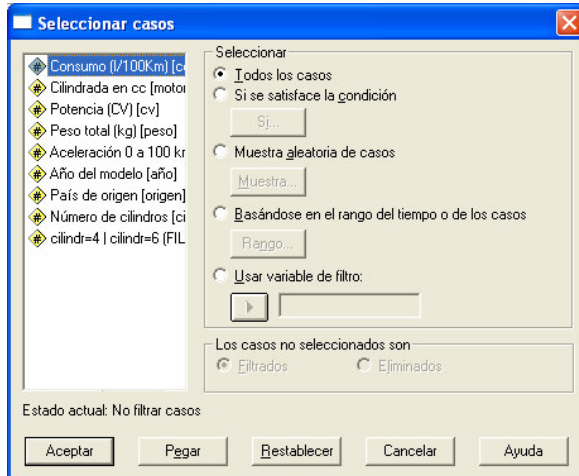 Seleccionar casos
Consumo (l/100Km) [co
Cilindrada en cc [motor
Potencia (CV) [cv]
Peso total (kg) [peso]
Aceleración 0 a 100 kr
Año del modelo [año]
País de origen [origen]
Número de cilindros [ci
cilindr=4 | cilindr=6 (FIL
Seleccionar
Todos los casos
Si se satisface la condición
Si...
Muestra aleatoria de casos
Muestra...
Basándose en el rango del tiempo o de los casos
Rango...
Usar variable de filtro:
Los casos no seleccionados son
Filtrados
Eliminados
Estado actual: No filtrar casos
Aceptar
Pegar
Restablecer
Cancelar
Ayuda